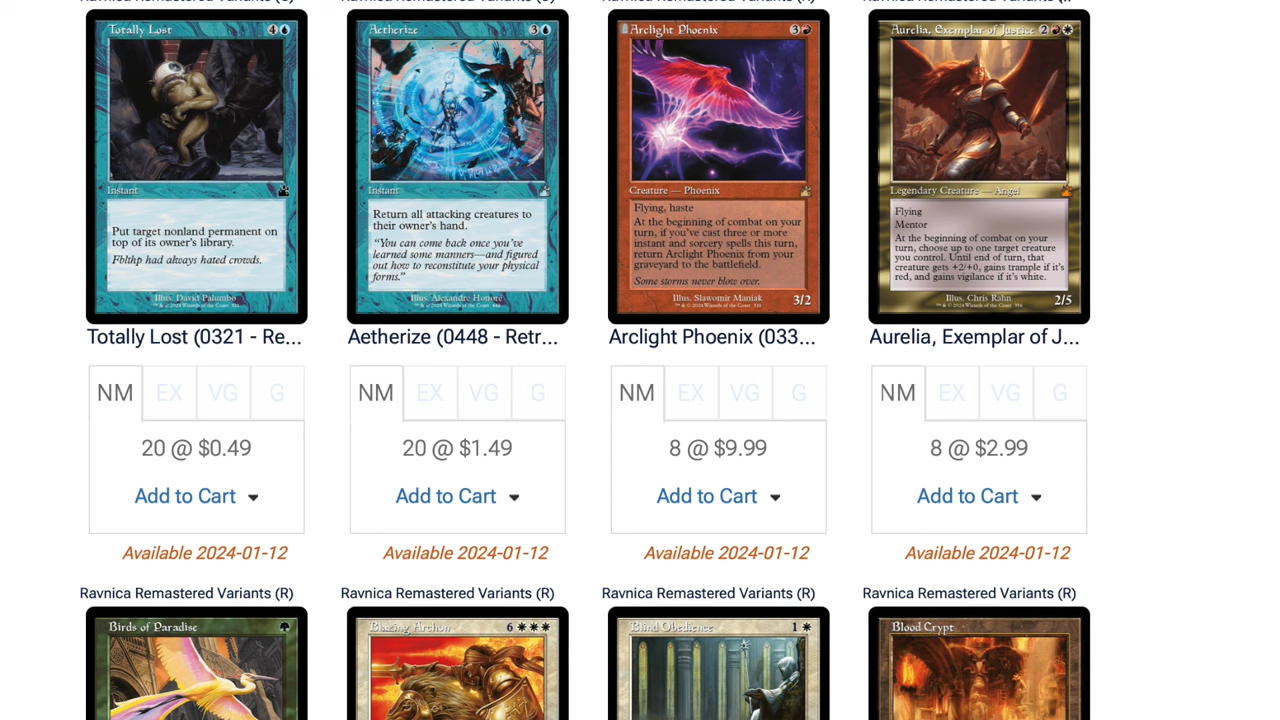 Ravnica Remastered Variants (R)
Totally Lost 4
Instant
Put target nonland permanent on
top of its owner's library.
Fblthp had always hated crowds.
Illus. David Palumbo
Totally Lost (0321 - Re...
NM EX VG G
20 @ $0.49
Add to Cart
Available 2024-01-12
Aetherize 3
Instant
Return all attacking creatures to
their owner's hand.
"You can come back once you've
learned some manners—and figured
out how to reconstitute your physical
forms."
Illus. Alexandre Honoré
Aetherize (0448 - Retr...
NM EX VG G
20 @ $1.49
Add to Cart
Available 2024-01-12
Arclight Phoenix 3
Creature — Phoenix
Flying, haste
At the beginning of combat on your
turn, if you've cast three or more
instant and sorcery spells this turn,
return Arclight Phoenix from your
graveyard to the battlefield.
Some storms never blow over.
Illus. Slawomir Maniak
3/2
Arclight Phoenix (033...
NM EX VG G
8 @ $9.99
Add to Cart
Available 2024-01-12
Aurelia, Exemplar of Justice 2
Legendary Creature — Angel
Flying
Mentor
At the beginning of combat on your
turn, choose up to one target creature
you control. Until end of turn, that
creature gets +2/+0, gains trample if it's
red, and gains vigilance if it's white.
Illus. Chris Rahn
2/5
Aurelia, Exemplar of J...
NM EX VG G
8 @ $2.99
Add to Cart
Available 2024-01-12
Ravnica Remastered Variants (R)
Birds of Paradise
Ravnica Remastered Variants (R)
Blazing Archon 6
Ravnica Remastered Variants (R)
Blind Obedience 1
Ravnica Remastered Variants (R)
Blood Crypt